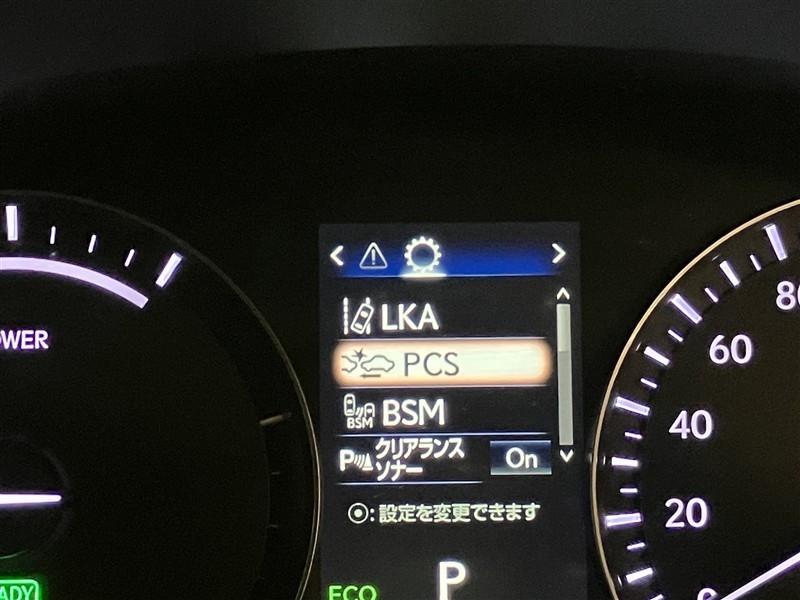 LKA
PCS
BSM
BSM
クリアランス
ソナー
On
P
⦿:設定を変更できます
ECO
P
80
60
40
20
0